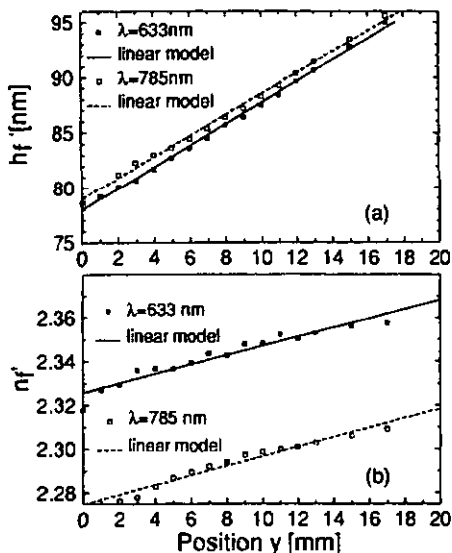 95
90
85
80
75
hf'[nm]
λ=633nm
linear model
λ=785nm
linear model
(a)
0 2 4 6 8 10 12 14 16 18 20
2.36
2.34
2.32
2.30
2.28
nf'
λ=633 nm
linear model
λ=785 nm
linear model
(b)
0 2 4 6 8 10 12 14 16 18 20
Position y [mm]